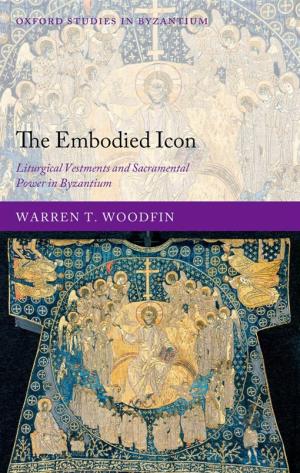 OXFORD STUDIES IN BYZANTIUM
The Embodied Icon
Liturgical Vestments and Sacramental
Power in Byzantium
WARREN T. WOODFIN